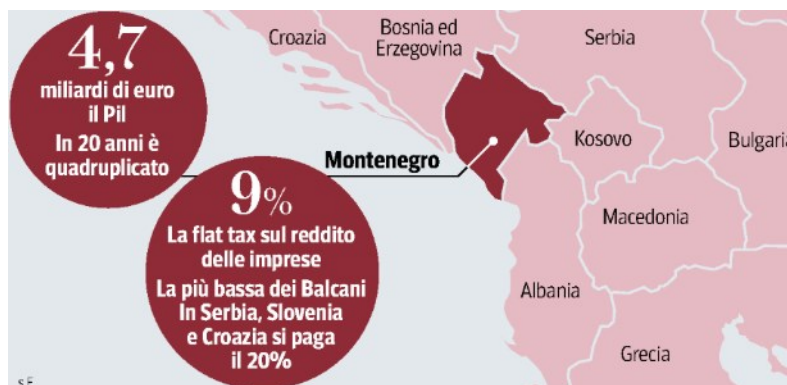 4,7
miliardi di euro
il Pil
In 20 anni è
quadruplicato
9%
La flat tax sul reddito
delle imprese
La più bassa dei Balcani
In Serbia, Slovenia
e Croazia si paga
il 20%
Croazia
Bosnia ed
Erzegovina
Serbia
Montenegro
Kosovo
Bulgaria
Macedonia
Albania
Grecia